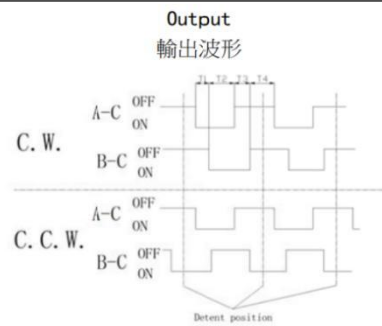 Output
輸出波形
T1 T2 T3 T4
OFF
A-C
ON
C. W.
OFF
B-C
ON
OFF
A-C
ON
C. C. W.
OFF
B-C
ON
Detent position